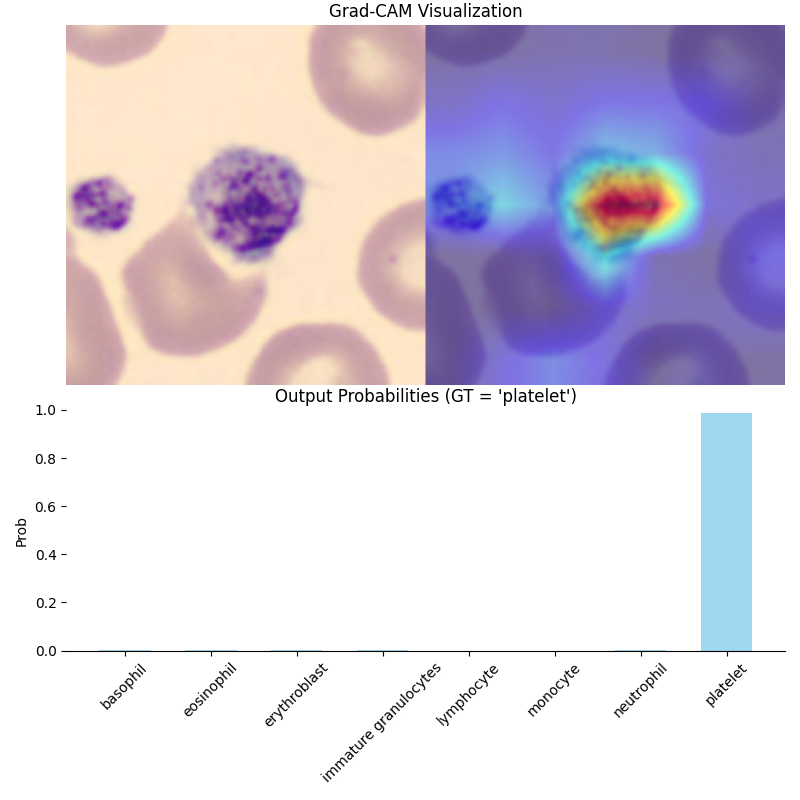 Grad-CAM Visualization
Output Probabilities (GT = 'platelet')
1.0
0.8
0.6
0.4
0.2
0.0
Prob
basophil
eosinophil
erythroblast
immature granulocytes
lymphocyte
monocyte
neutrophil
platelet